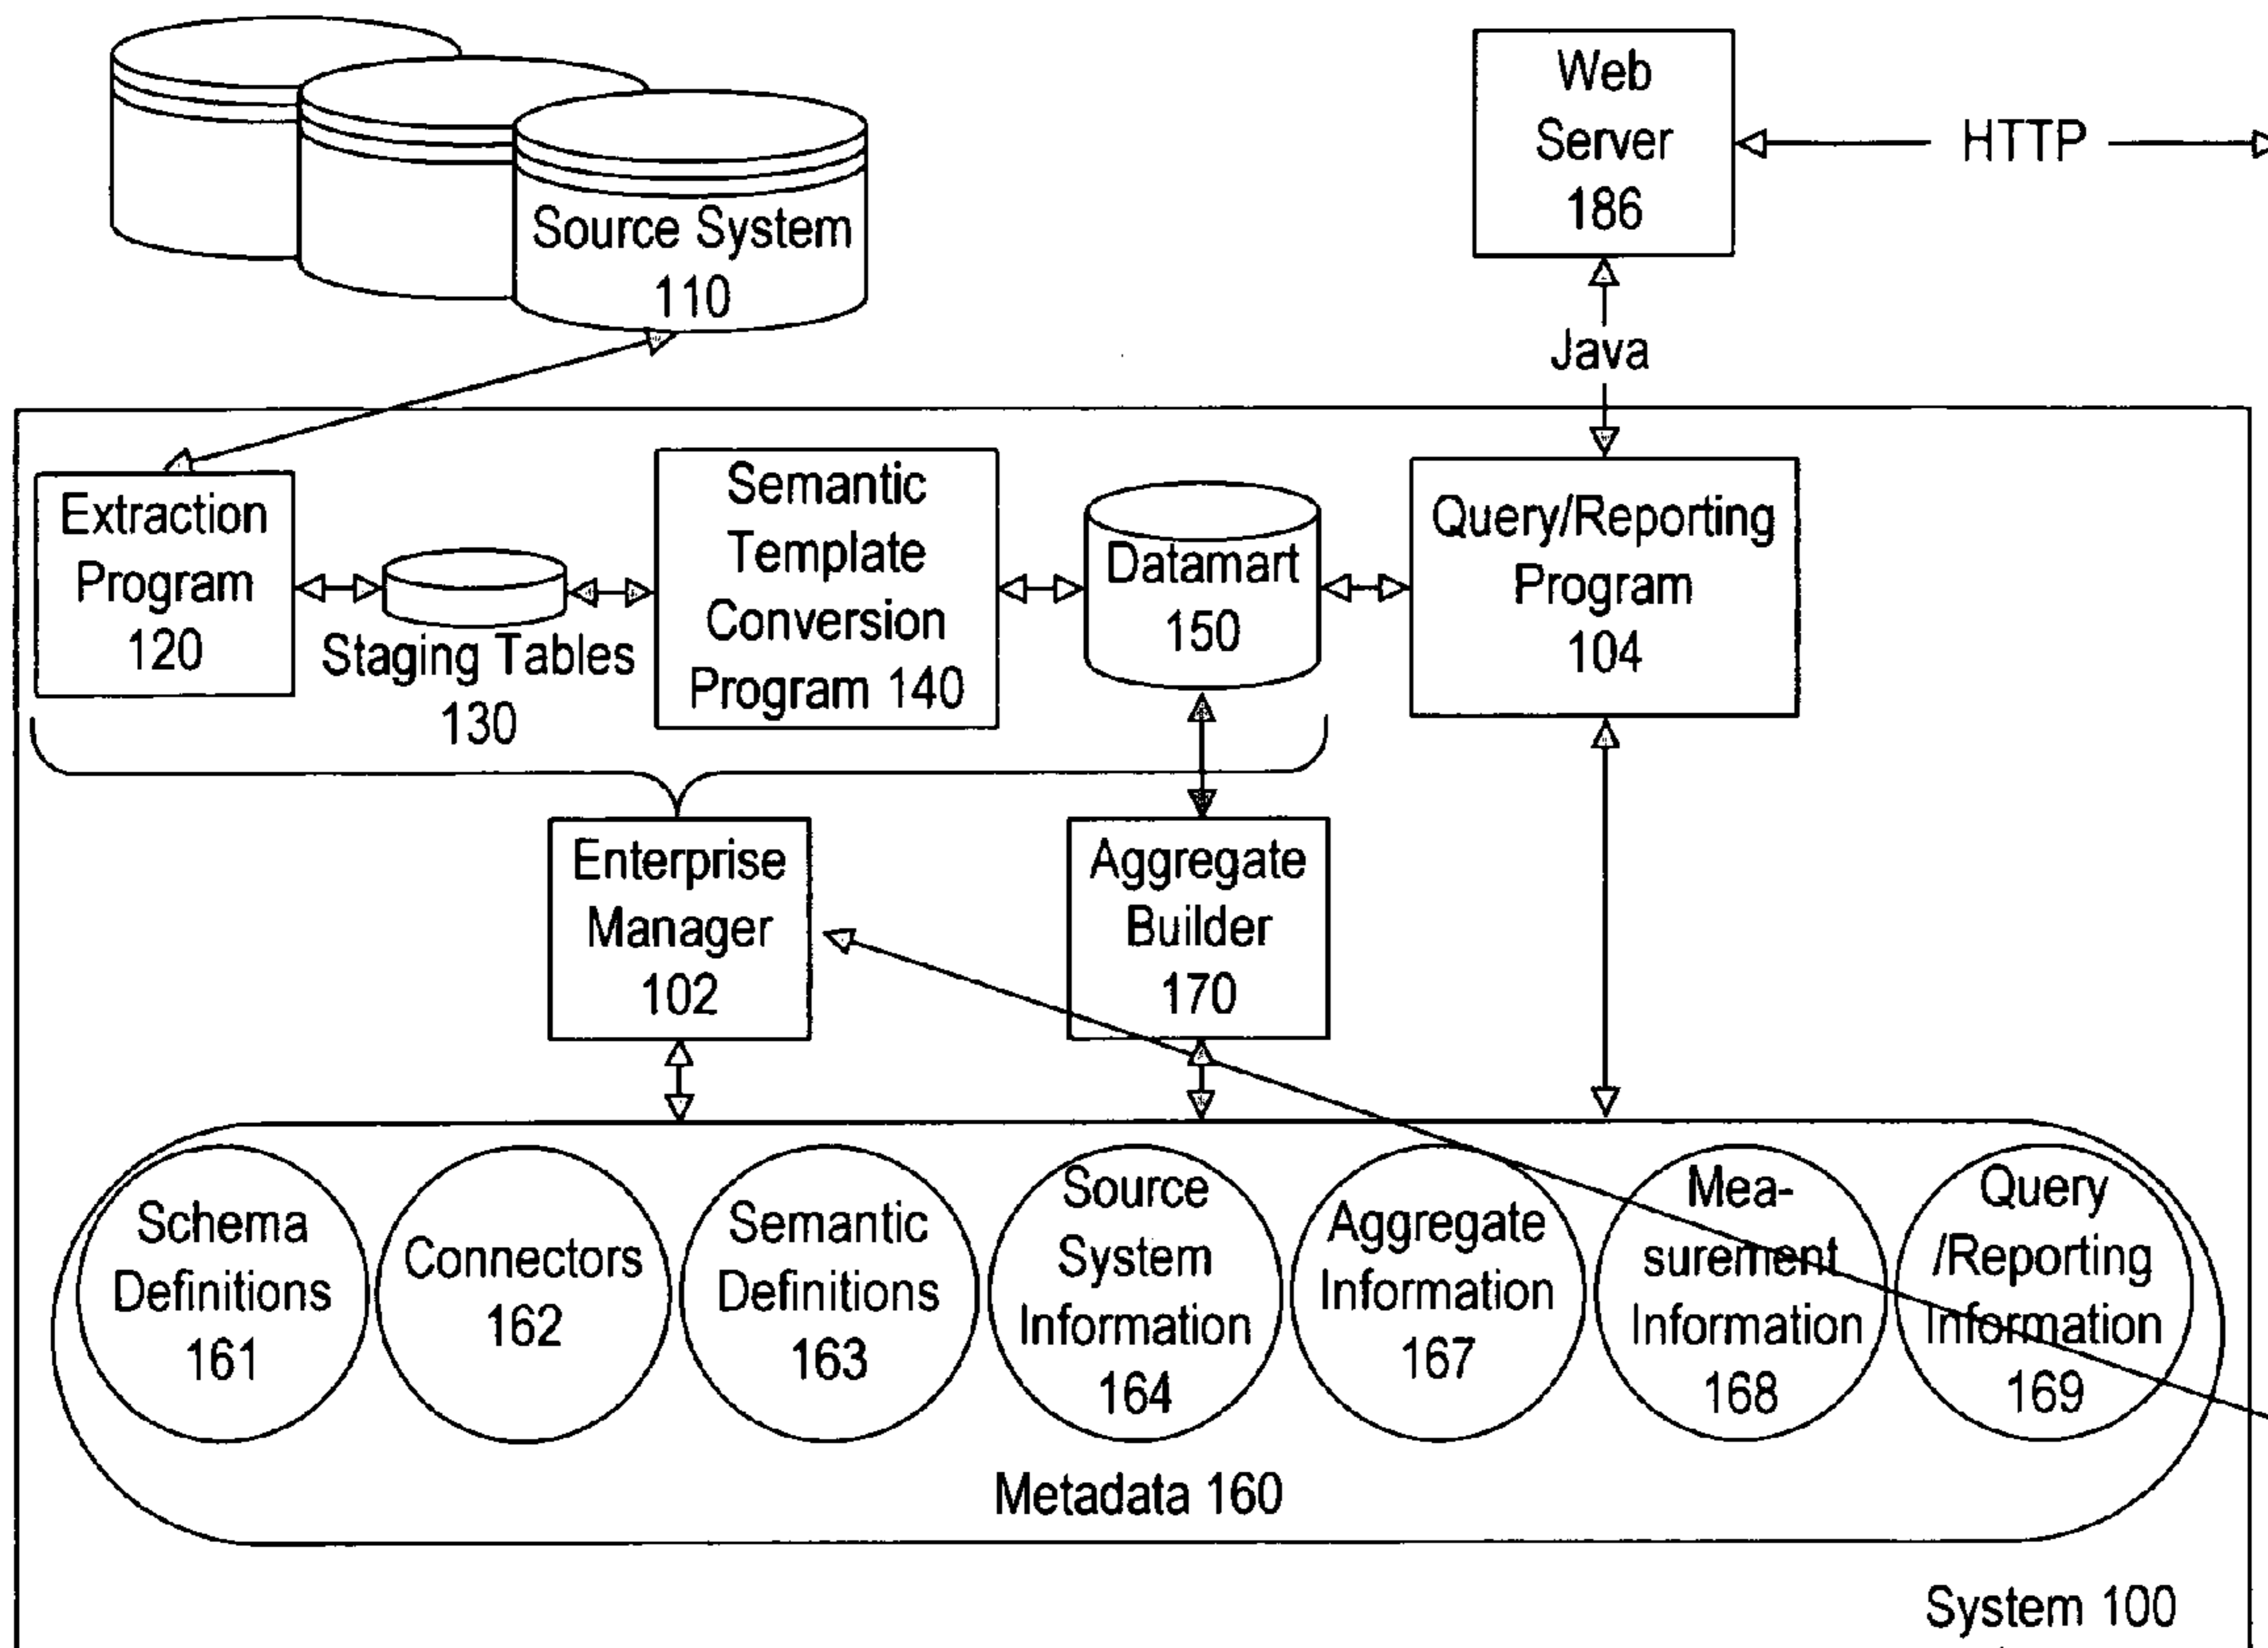 Source System
110
Web
Server
186
HTTP
Java
Extraction
Program
120
Staging Tables
130
Semantic
Template
Conversion
Program 140
Datamart
150
Query/Reporting
Program
104
Enterprise
Manager
102
Aggregate
Builder
170
Schema
Definitions
161
Connectors
162
Semantic
Definitions
163
Source
System
Information
164
Aggregate
Information
167
Mea-
surement
Information
168
Query
/Reporting
Information
169
Metadata 160
System 100